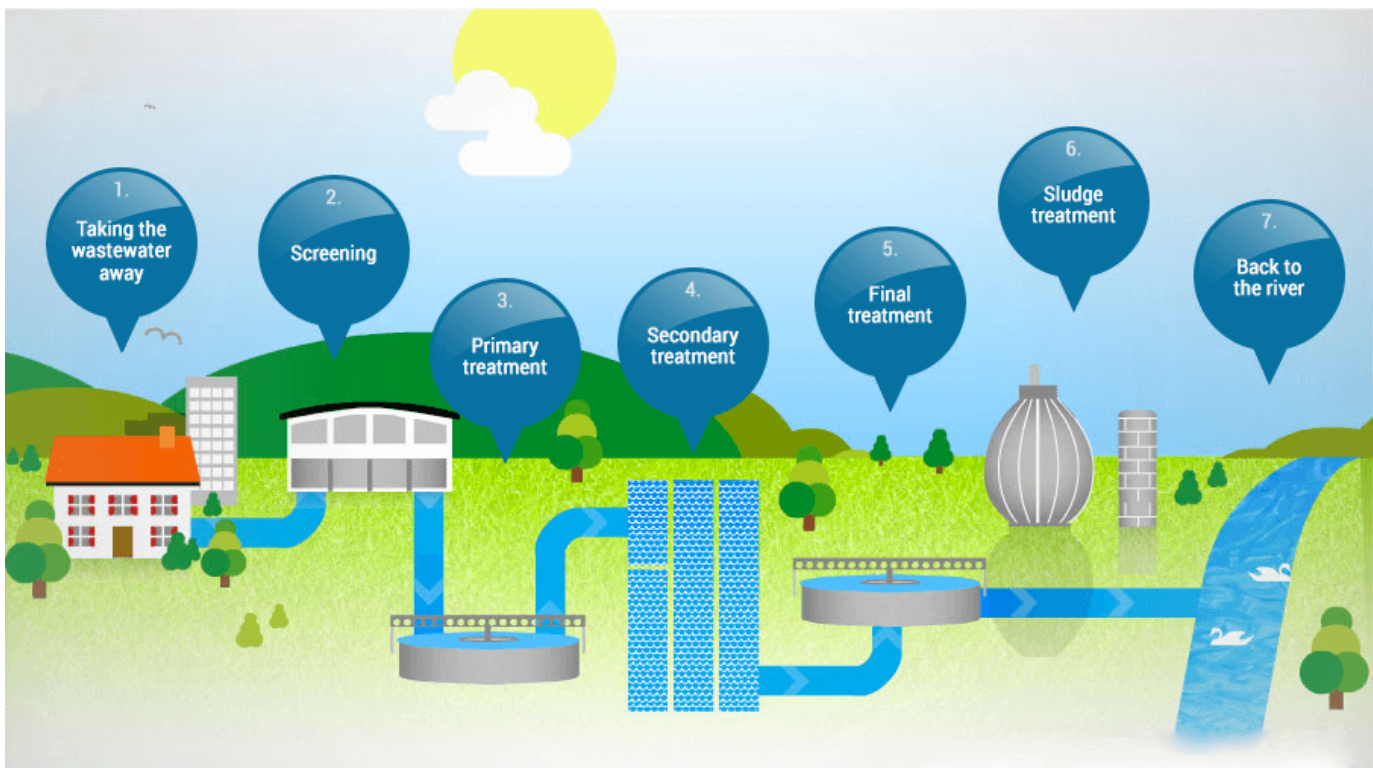 1.
Taking the
wastewater
away
2.
Screening
3.
Primary
treatment
4.
Secondary
treatment
5.
Final
treatment
6.
Sludge
treatment
7.
Back to
the river